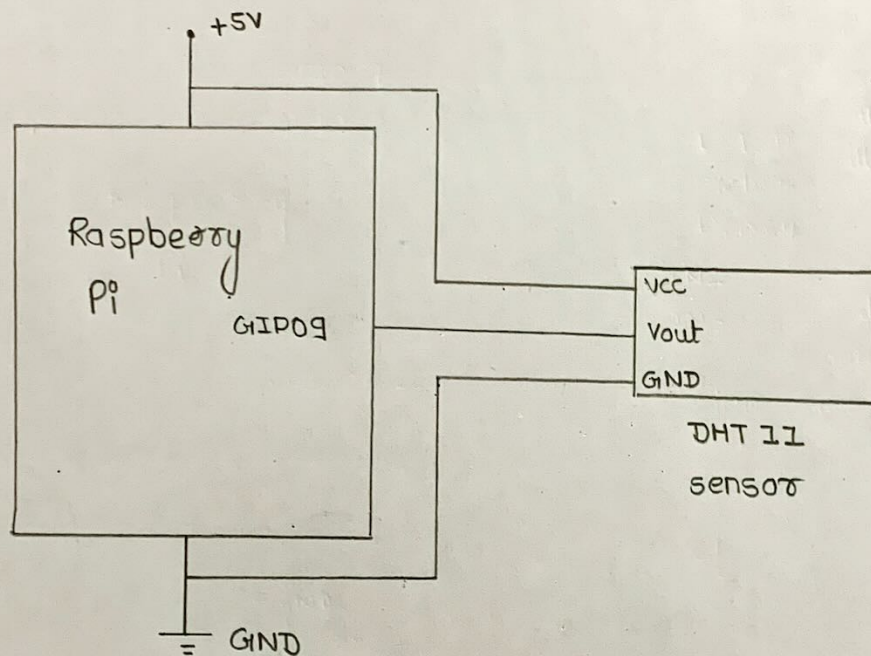 +5V
Raspberry
Pi
GIPO9
VCC
Vout
GND
DHT 11
sensor
GND